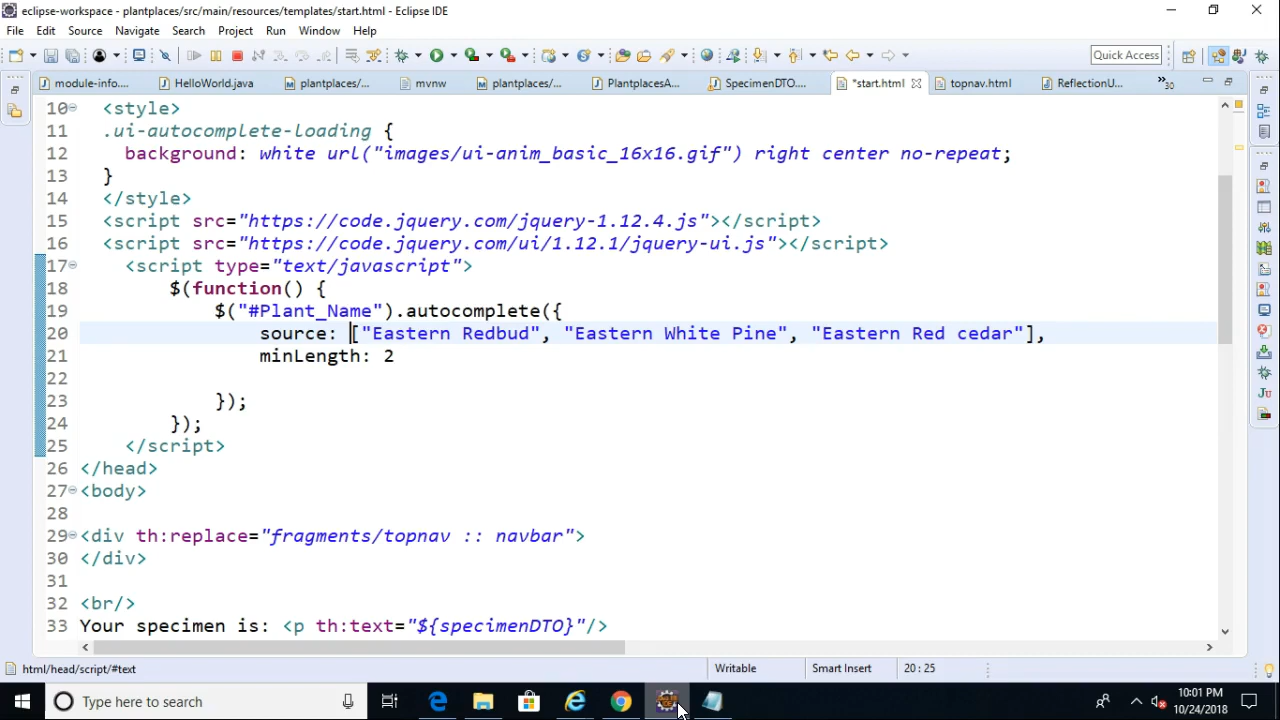 eclipse-workspace - plantplaces/src/main/resources/templates/start.html - Eclipse IDE
File Edit Source Navigate Search Project Run Window Help
Quick Access
module-info.... HelloWorld.java plantplaces/... mvnw plantplaces/... PlantplacesA... SpecimenDTO.... *start.html topnav.html ReflectionU... »30
10 <style>
11 .ui-autocomplete-loading {
12 background: white url("images/ui-anim_basic_16x16.gif") right center no-repeat;
13 }
14 </style>
15 <script src="https://code.jquery.com/jquery-1.12.4.js"></script>
16 <script src="https://code.jquery.com/ui/1.12.1/jquery-ui.js"></script>
17 <script type="text/javascript">
18 $(function() {
19 $("#Plant_Name").autocomplete({
20 source: ["Eastern Redbud", "Eastern White Pine", "Eastern Red cedar"],
21 minLength: 2
22
23 });
24 });
25 </script>
26 </head>
27 <body>
28
29 <div th:replace="fragments/topnav :: navbar">
30 </div>
31
32 <br/>
33 Your specimen is: <p th:text="${specimenDTO}"/>
html/head/script/#text Writable Smart Insert 20 : 25
Type here to search
10:01 PM
10/24/2018